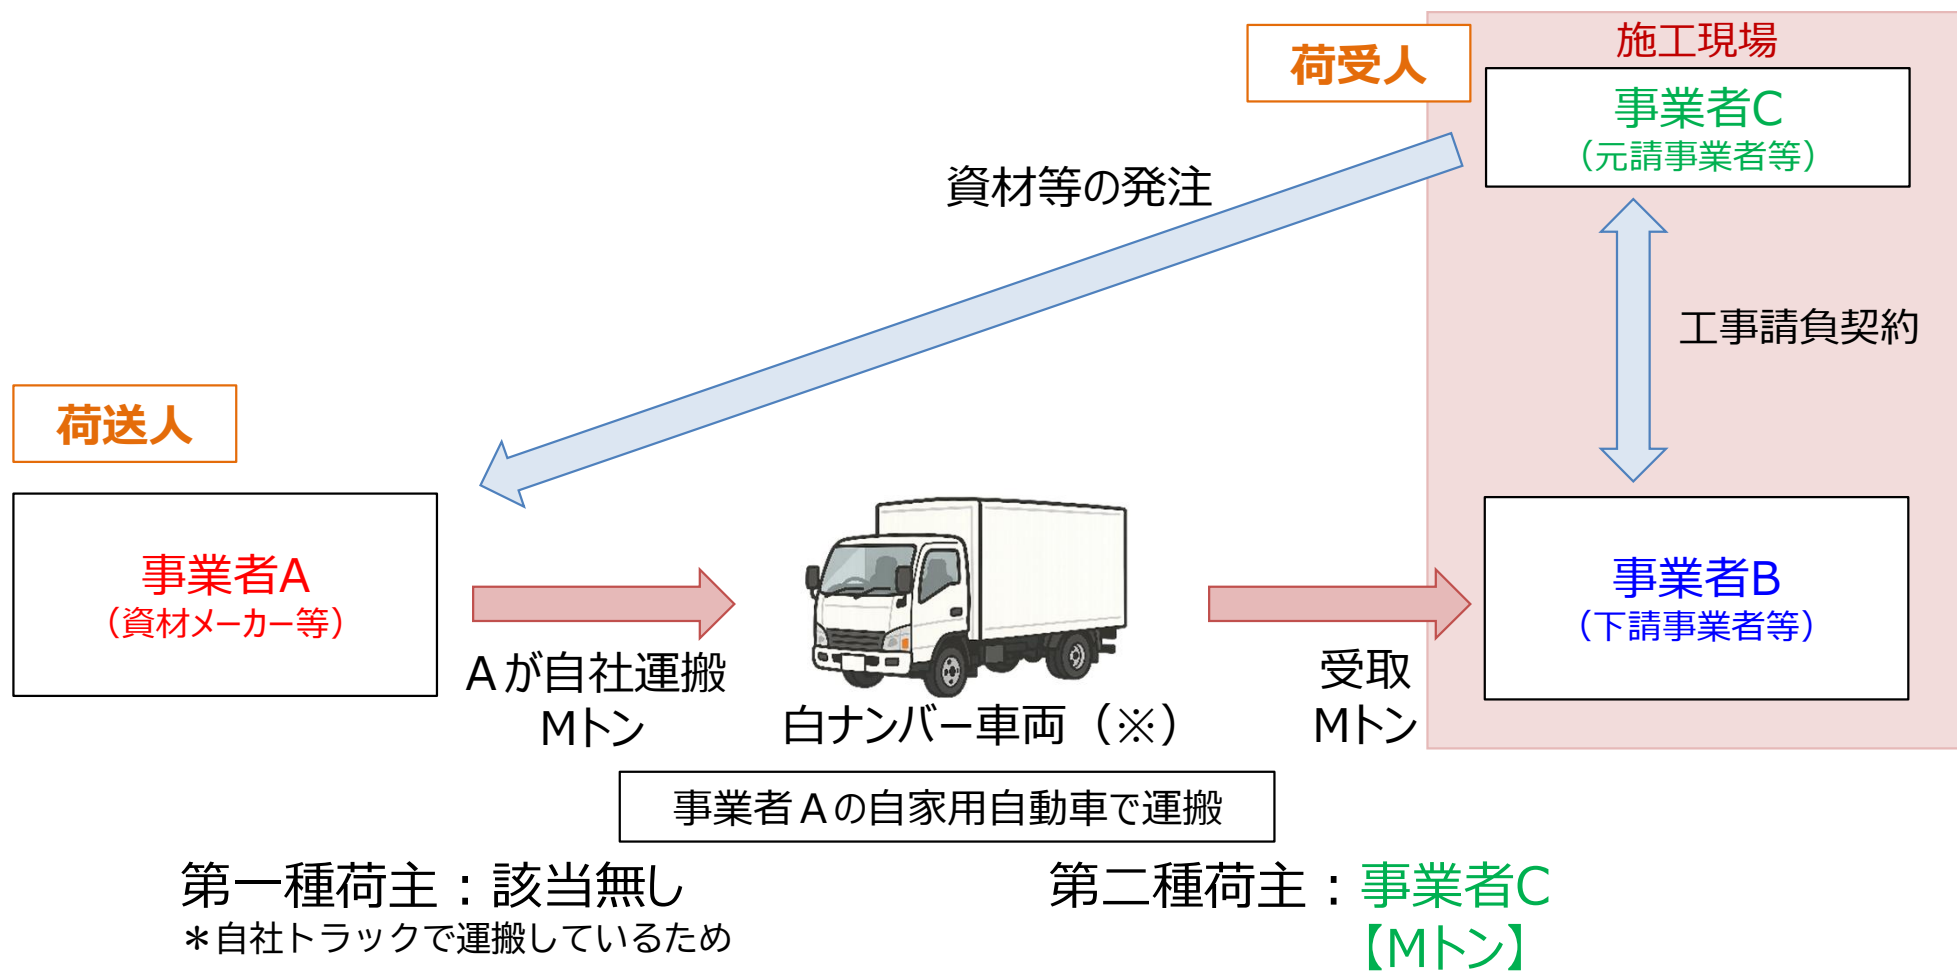 施工現場
荷受人
事業者C
（元請事業者等）
資材等の発注
工事請負契約
荷送人
事業者A
（資材メーカー等）
事業者B
（下請事業者等）
Aが自社運搬
Mトン
白ナンバー車両（※）
受取
Mトン
事業者Aの自家用自動車で運搬
第一種荷主：該当無し
＊自社トラックで運搬しているため
第二種荷主：事業者C
【Mトン】